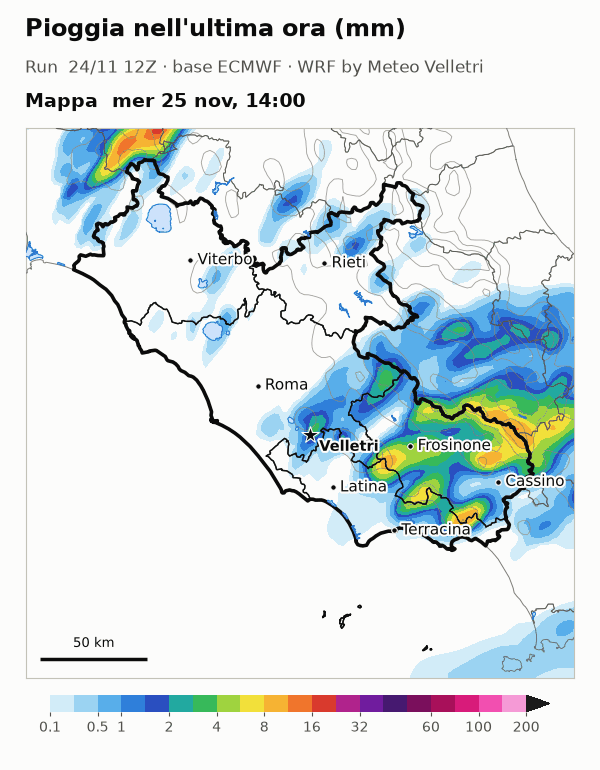 Pioggia nell'ultima ora (mm)
Run  24/11 12Z · base ECMWF · WRF by Meteo Velletri
Mappa  mer 25 nov, 14:00
Viterbo
Rieti
Roma
Velletri
Frosinone
Latina
Cassino
Terracina
50 km
0.1 0.5 1 2 4 8 16 32 60 100 200